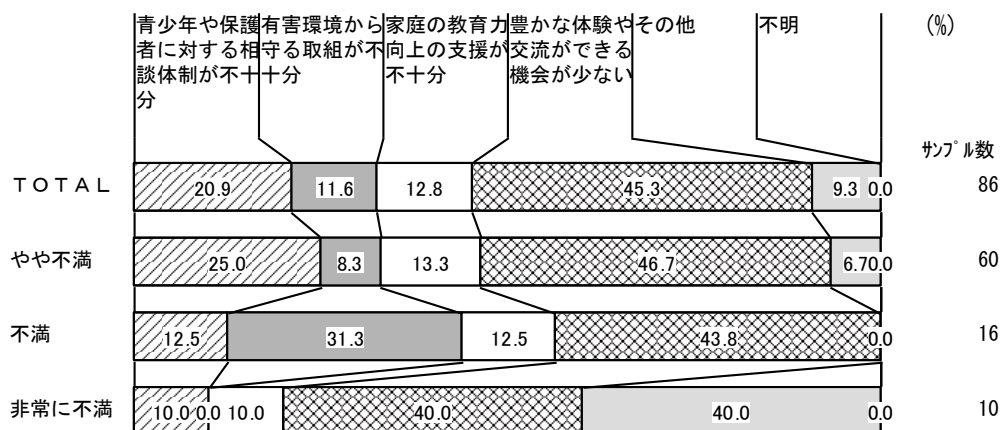 青少年や保護者に対する相談体制が不十分
有害環境から守る取組が不十分
家庭の教育力向上の支援が不十分
豊かな体験や交流ができる機会が少ない
その他
不明
(%)
サンプル数
TOTAL 20.9 11.6 12.8 45.3 9.3 0.0 86
やや不満 25.0 8.3 13.3 46.7 6.7 0.0 60
不満 12.5 31.3 12.5 43.8 0.0 16
非常に不満 10.0 0.0 10.0 40.0 40.0 0.0 10